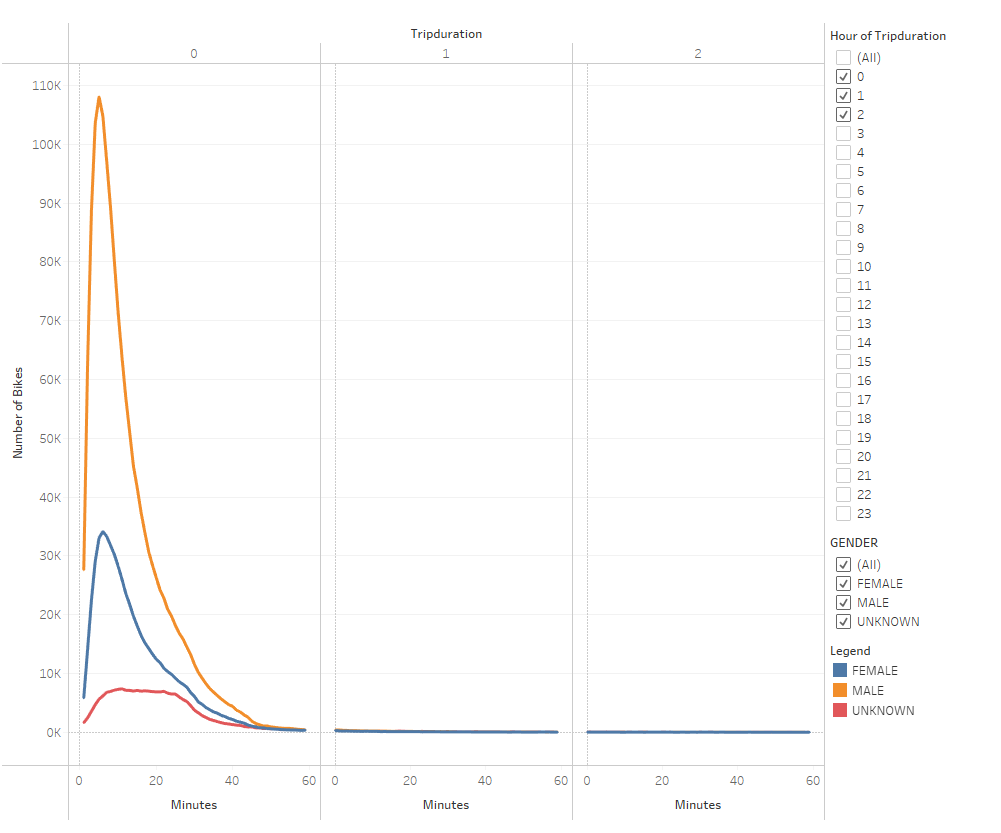 Tripduration
0 1 2
110K
100K
90K
80K
70K
60K
50K
40K
30K
20K
10K
0K
Number of Bikes
0 20 40 60 0 20 40 60 0 20 40 60
Minutes Minutes Minutes
Hour of Tripduration
(All)
0
1
2
3
4
5
6
7
8
9
10
11
12
13
14
15
16
17
18
19
20
21
22
23
GENDER
(All)
FEMALE
MALE
UNKNOWN
Legend
FEMALE
MALE
UNKNOWN